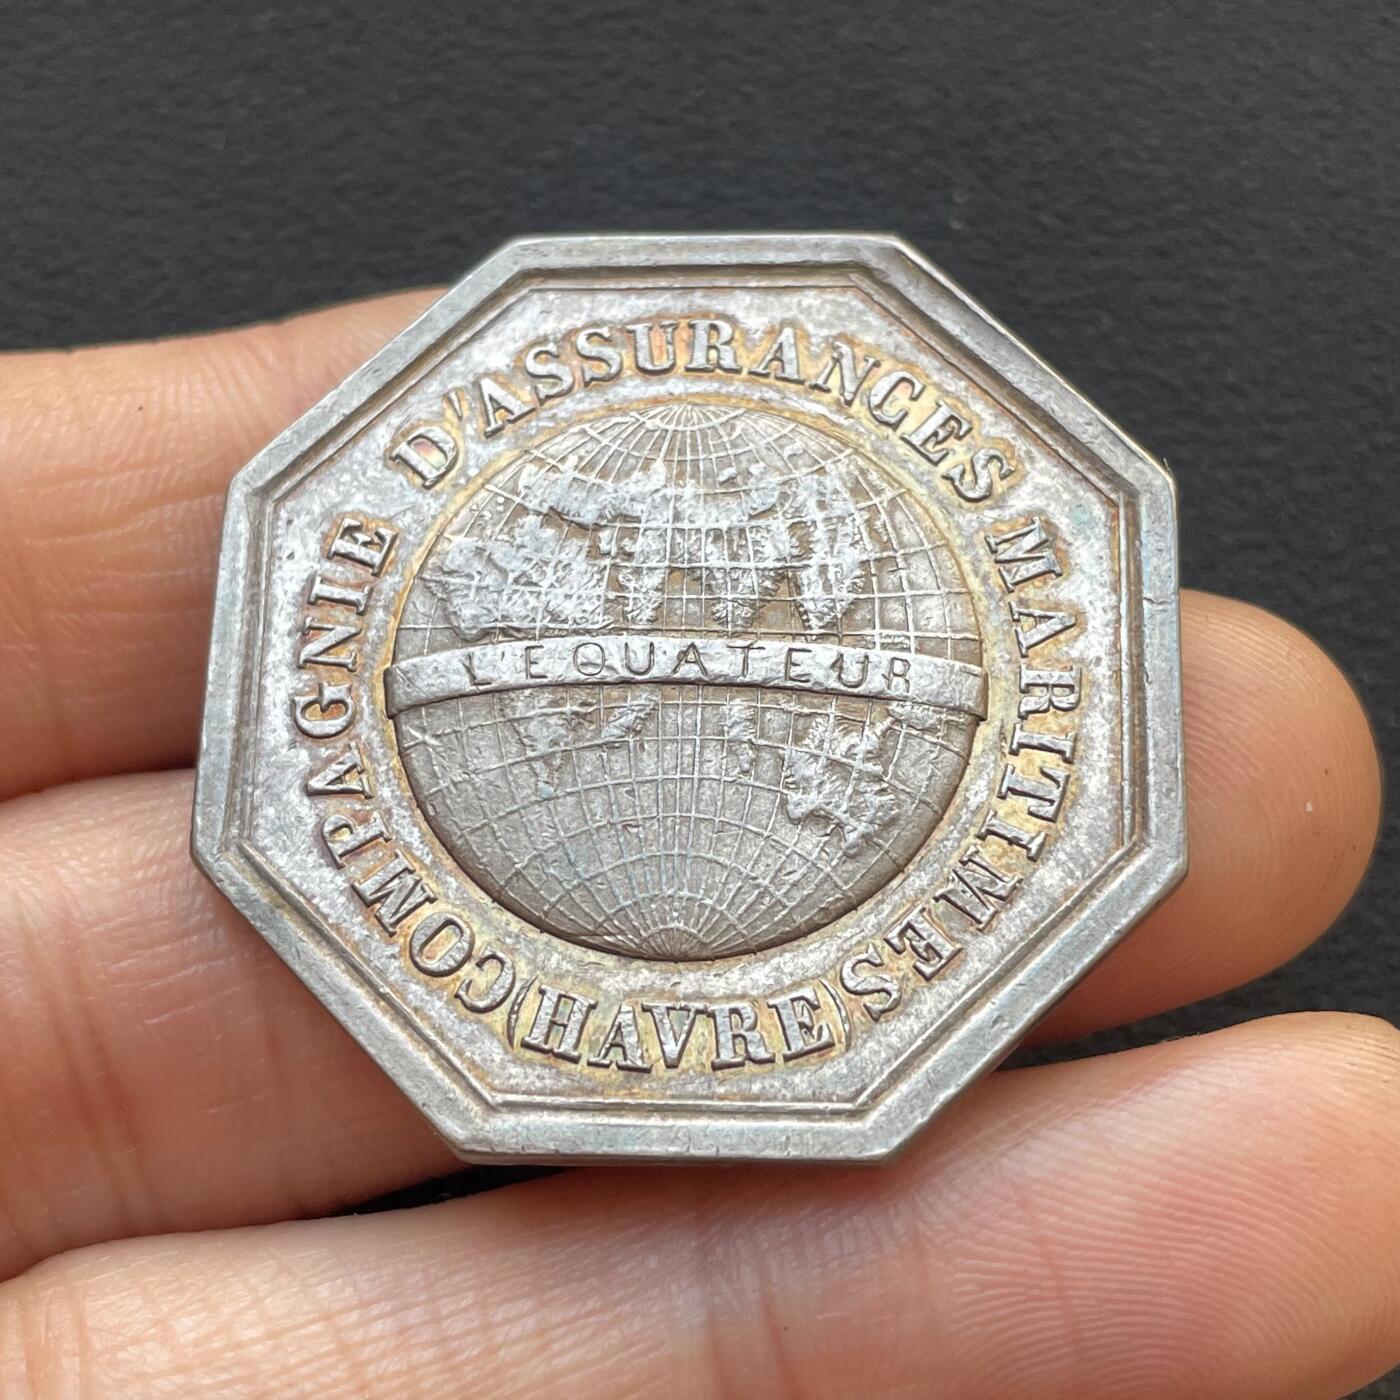 COMPAGNIE D'ASSURANCES MARITIMES
(HAVRE)
L'EQUATEUR